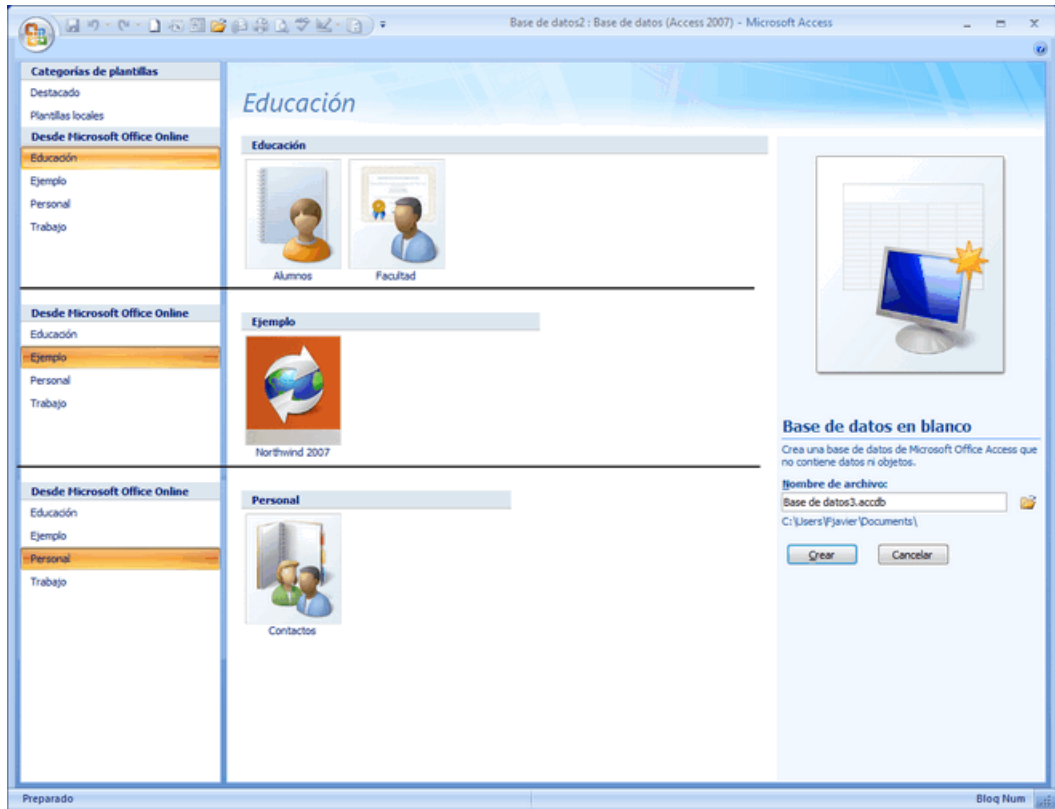 Base de datos2 : Base de datos (Access 2007) - Microsoft Access
Categorías de plantillas
Destacado
Plantillas locales
Desde Microsoft Office Online
Educación
Ejemplo
Personal
Trabajo
Educación
Educación
Alumnos
Facultad
Desde Microsoft Office Online
Educación
Ejemplo
Personal
Trabajo
Ejemplo
Northwind 2007
Desde Microsoft Office Online
Educación
Ejemplo
Personal
Trabajo
Personal
Contactos
Base de datos en blanco
Crea una base de datos de Microsoft Office Access que
no contiene datos ni objetos.
Nombre de archivo:
Base de datos3.accdb
C:\Users\Fjavier\Documents\
Crear
Cancelar
Preparado
Bloq Num